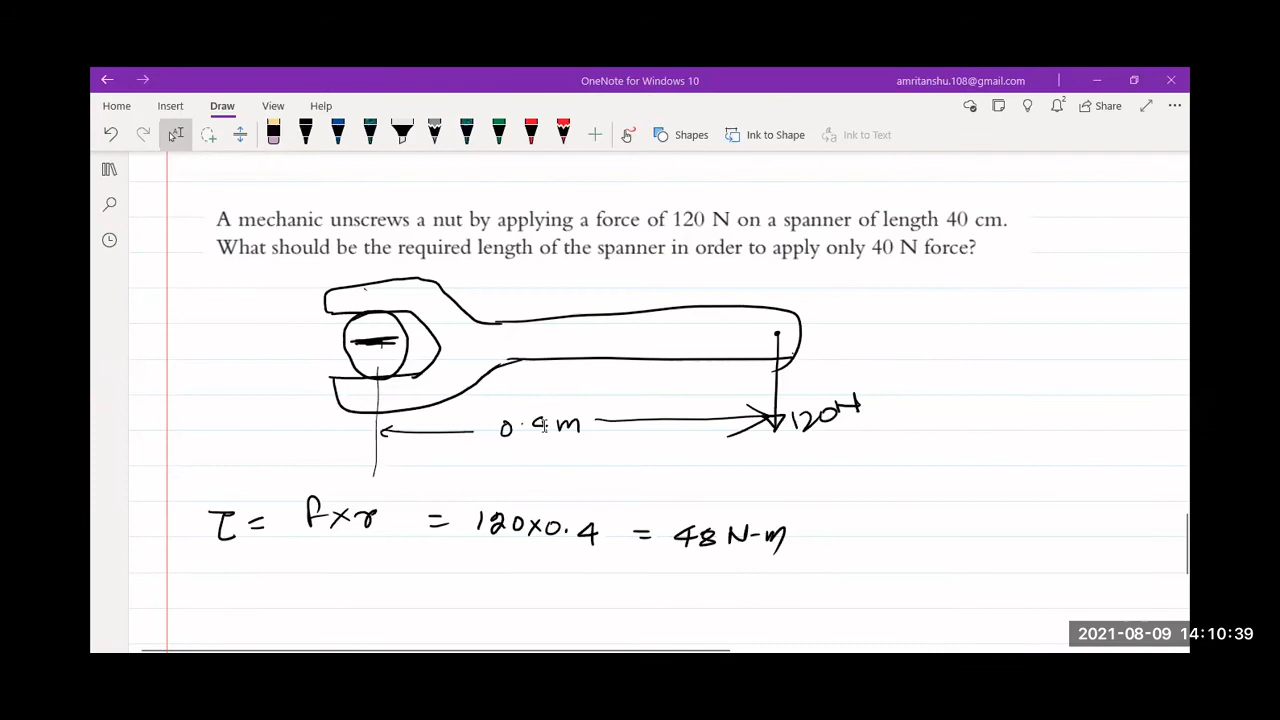 OneNote for Windows 10
amritanshu.108@gmail.com
Home Insert Draw View Help
2 Share
Shapes Ink to Shape Ink to Text
A mechanic unscrews a nut by applying a force of 120 N on a spanner of length 40 cm.
What should be the required length of the spanner in order to apply only 40 N force?
120N
0.4m
τ = f×r = 120×0.4 = 48 N-m
2021-08-09 14:10:39